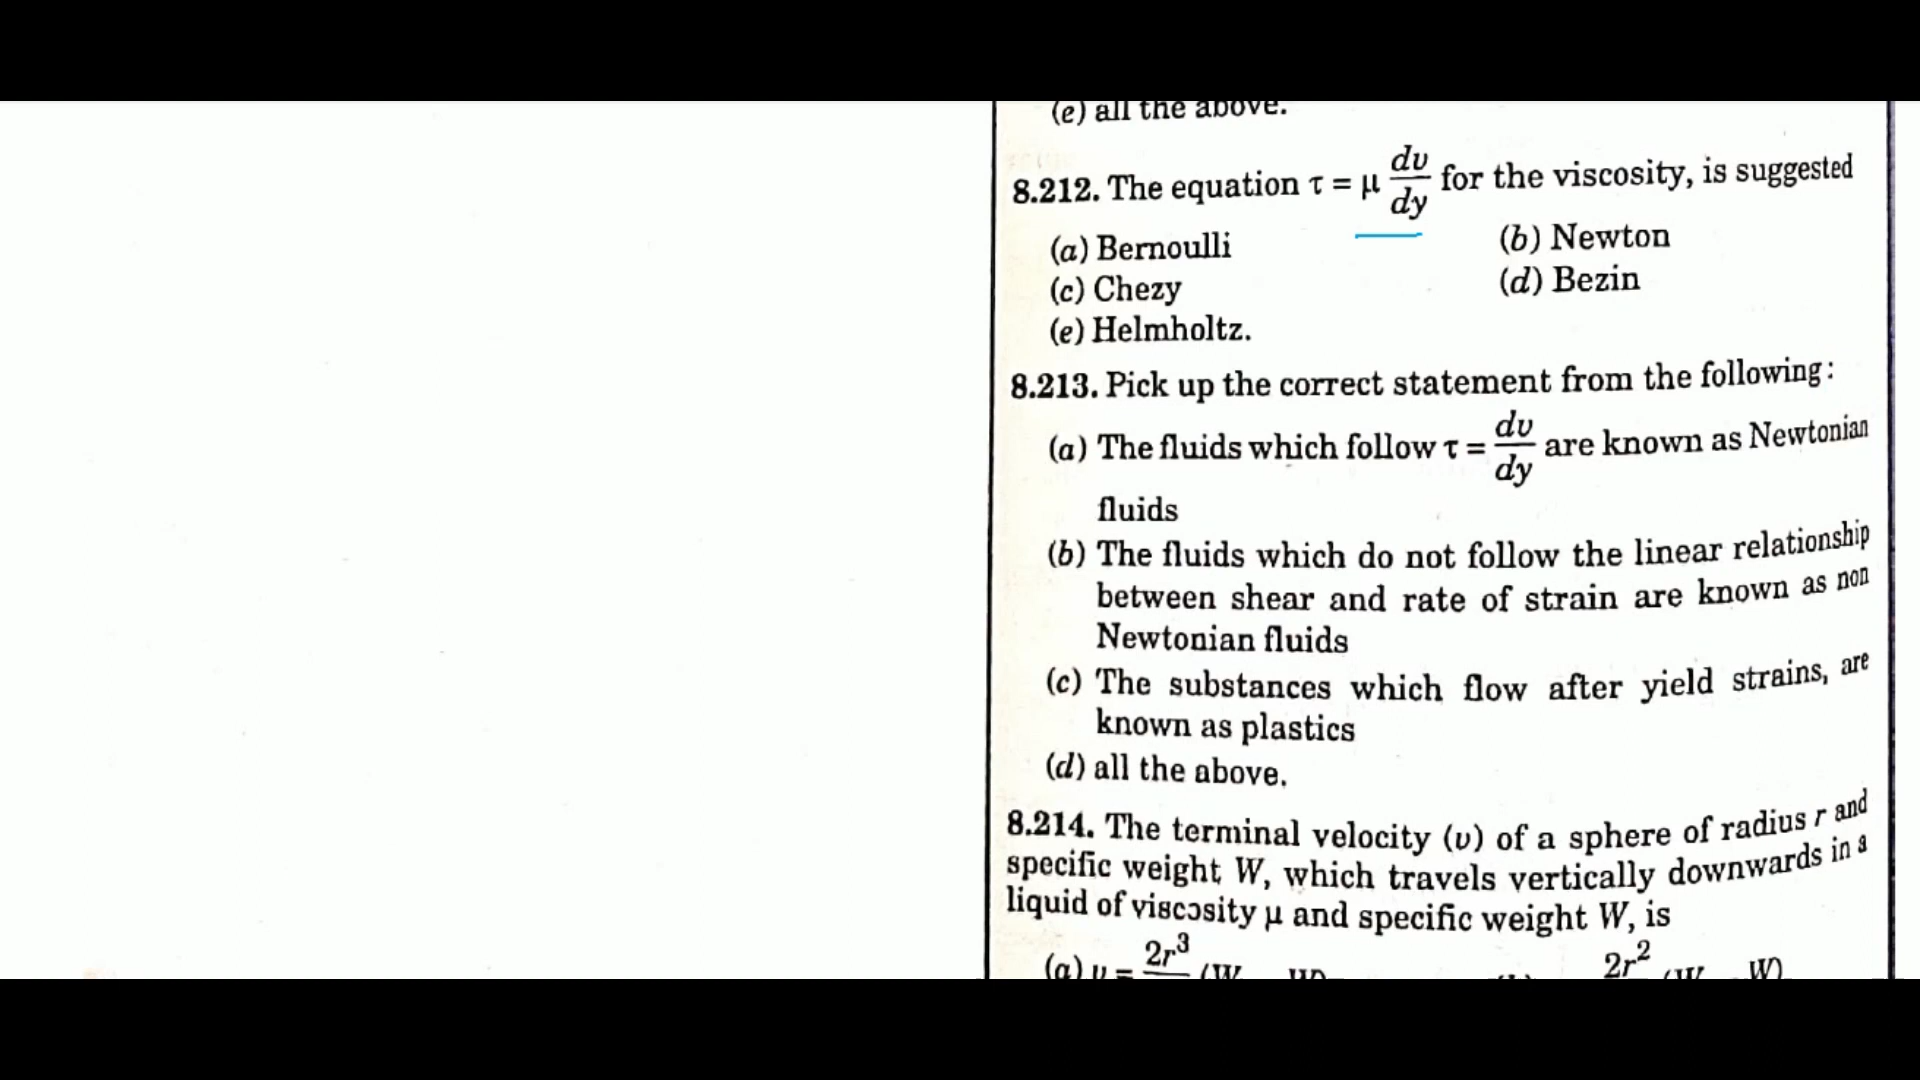 (e) all the above.
8.212. The equation τ = μ dv/dy for the viscosity, is suggested
(a) Bernoulli (b) Newton
(c) Chezy (d) Bezin
(e) Helmholtz.
8.213. Pick up the correct statement from the following:
(a) The fluids which follow τ = dv/dy are known as Newtonian
fluids
(b) The fluids which do not follow the linear relationship
between shear and rate of strain are known as non
Newtonian fluids
(c) The substances which flow after yield strains, are
known as plastics
(d) all the above.
8.214. The terminal velocity (v) of a sphere of radius r and
specific weight W, which travels vertically downwards in a
liquid of viscosity μ and specific weight W, is
(a) v = 2r³ 2r² W)